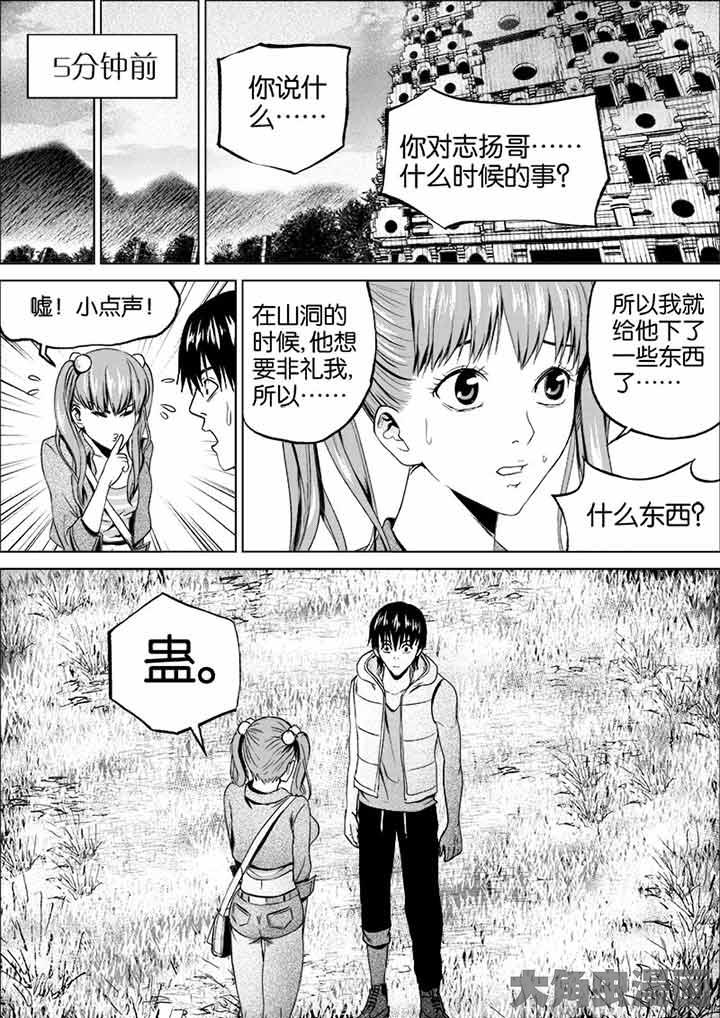 5分钟前
你说什
么……
你对志扬哥……
什么时候的事？
嘘！小点声！
在山洞的
时候，他想
要非礼我，
所以……
所以我就
给他下了
一些东西
了……
什么东西？
蛊。
大角虫漫画